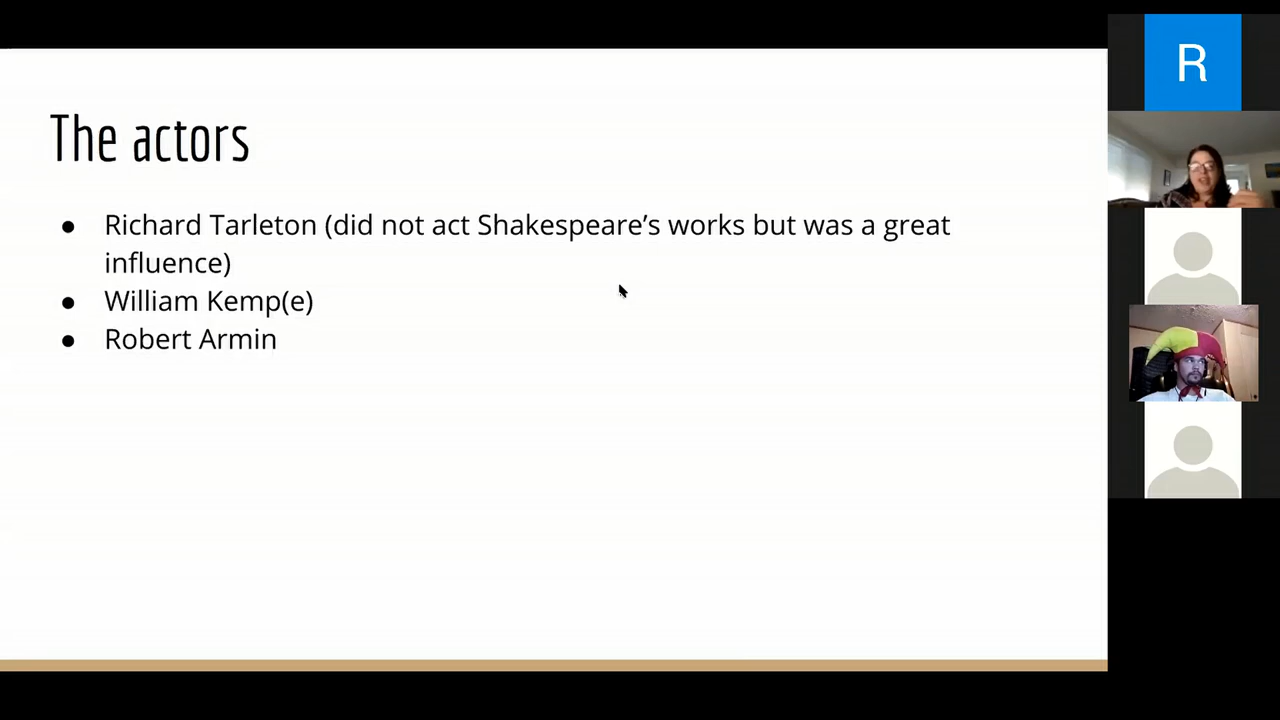 The actors
● Richard Tarleton (did not act Shakespeare’s works but was a great
influence)
● William Kemp(e)
● Robert Armin
R